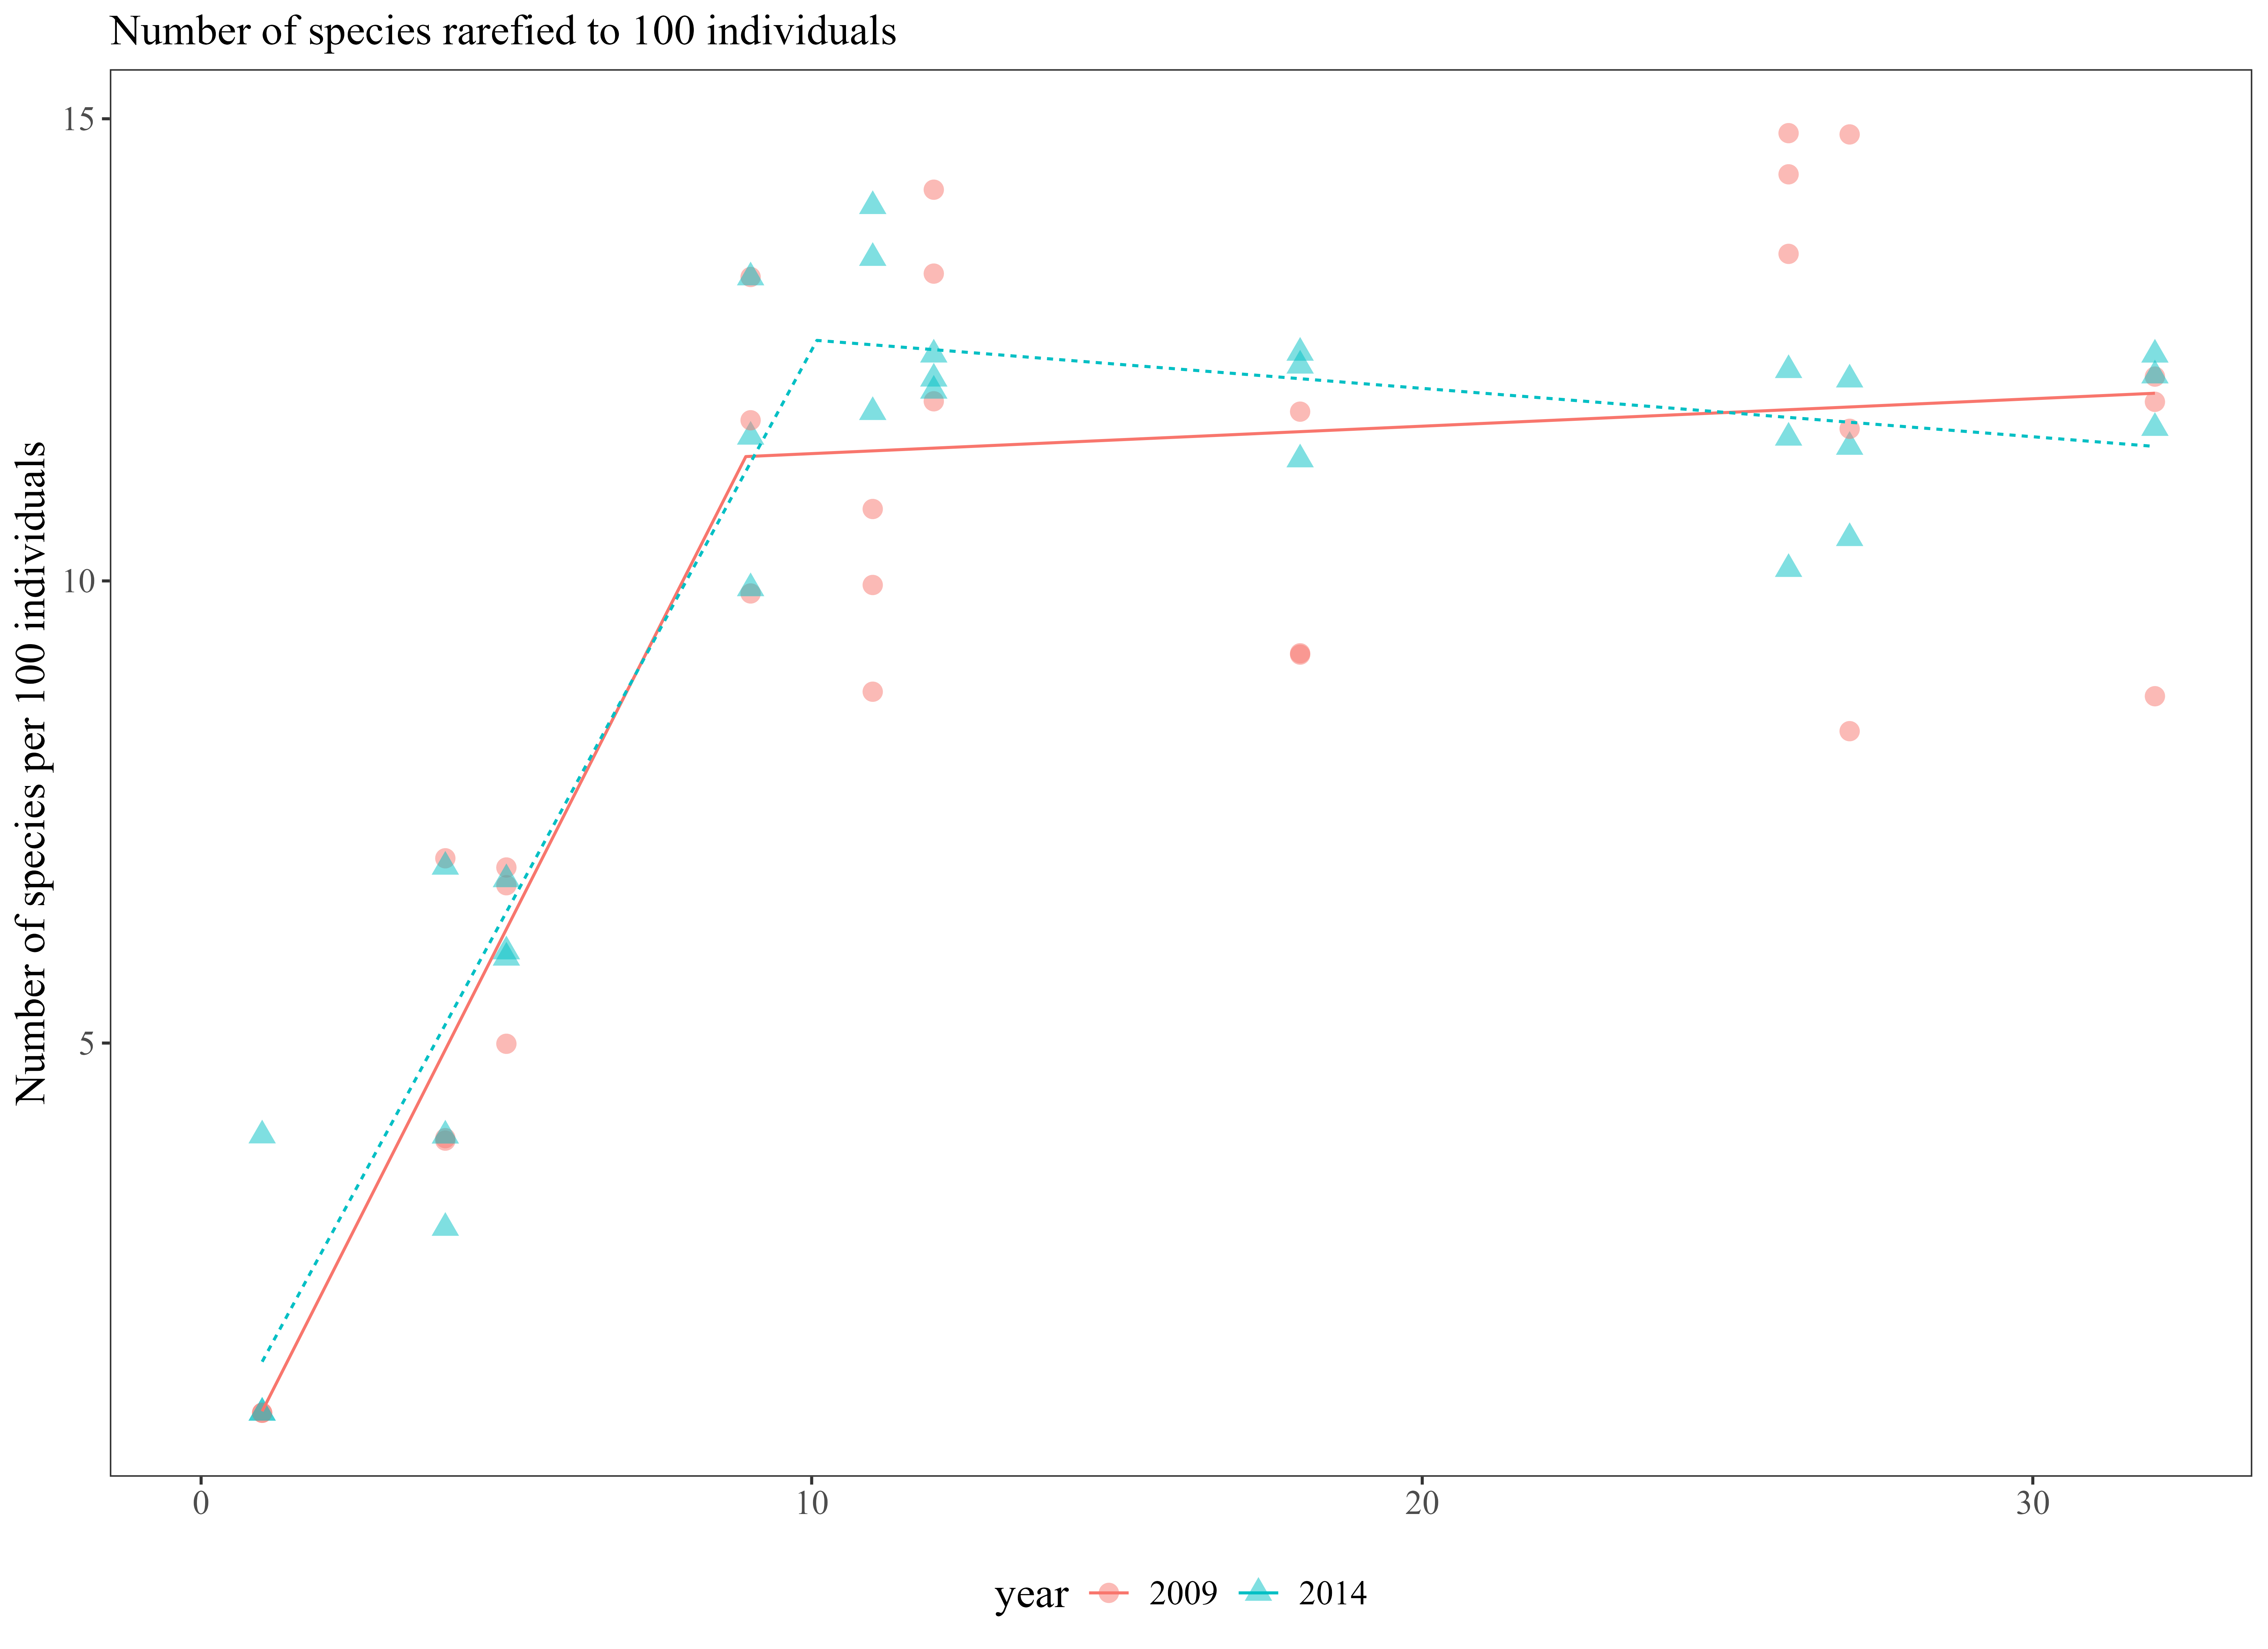 Number of species rarefied to 100 individuals
Number of species per 100 individuals
15
10
5
0 10 20 30
year 2009 2014